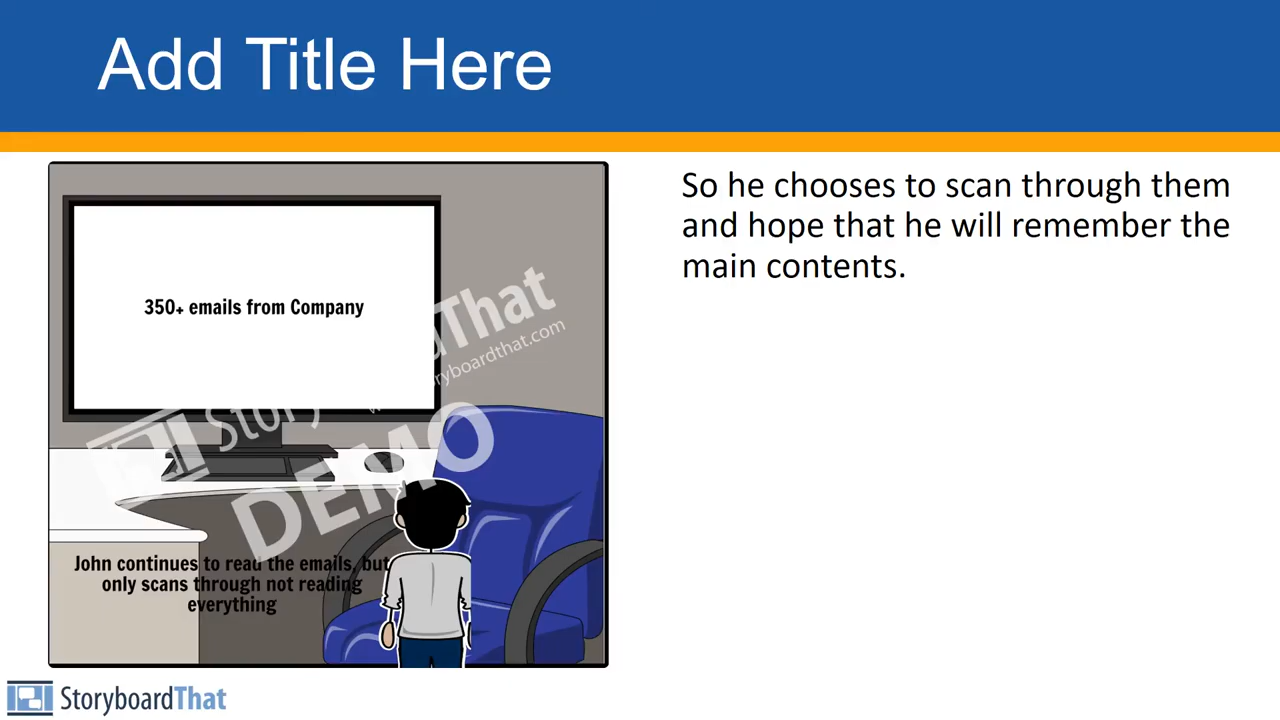 Add Title Here
So he chooses to scan through them
and hope that he will remember the
main contents.
350+ emails from Company
John continues to read the emails, but
only scans through not reading
everything
DEMO
StoryboardThat